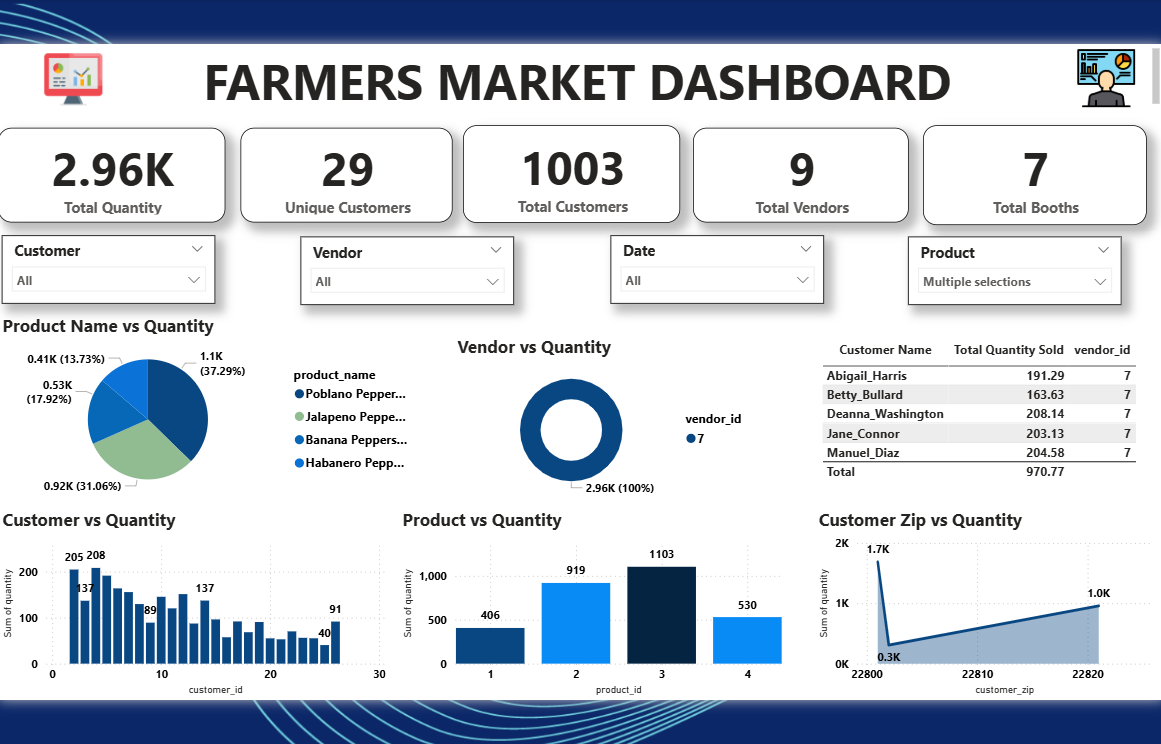 FARMERS MARKET DASHBOARD
2.96K
Total Quantity
29
Unique Customers
1003
Total Customers
9
Total Vendors
7
Total Booths
Customer
All
Vendor
All
Date
All
Product
Multiple selections
Product Name vs Quantity
0.41K (13.73%)
1.1K
(37.29%)
0.53K
(17.92%)
0.92K (31.06%)
product_name
Poblano Pepper...
Jalapeno Peppe...
Banana Peppers...
Habanero Pepp...
Vendor vs Quantity
2.96K (100%)
vendor_id
7
Customer Name Total Quantity Sold vendor_id
Abigail_Harris 191.29 7
Betty_Bullard 163.63 7
Deanna_Washington 208.14 7
Jane_Connor 203.13 7
Manuel_Diaz 204.58 7
Total 970.77
Customer vs Quantity
Sum of quantity
200
100
0
205 208
137
89
137
40
91
0 10 20 30
customer_id
Product vs Quantity
Sum of quantity
1,000
500
0
406
919
1103
530
1 2 3 4
product_id
Customer Zip vs Quantity
Sum of quantity
2K
1K
0K
1.7K
0.3K
1.0K
22800 22810 22820
customer_zip